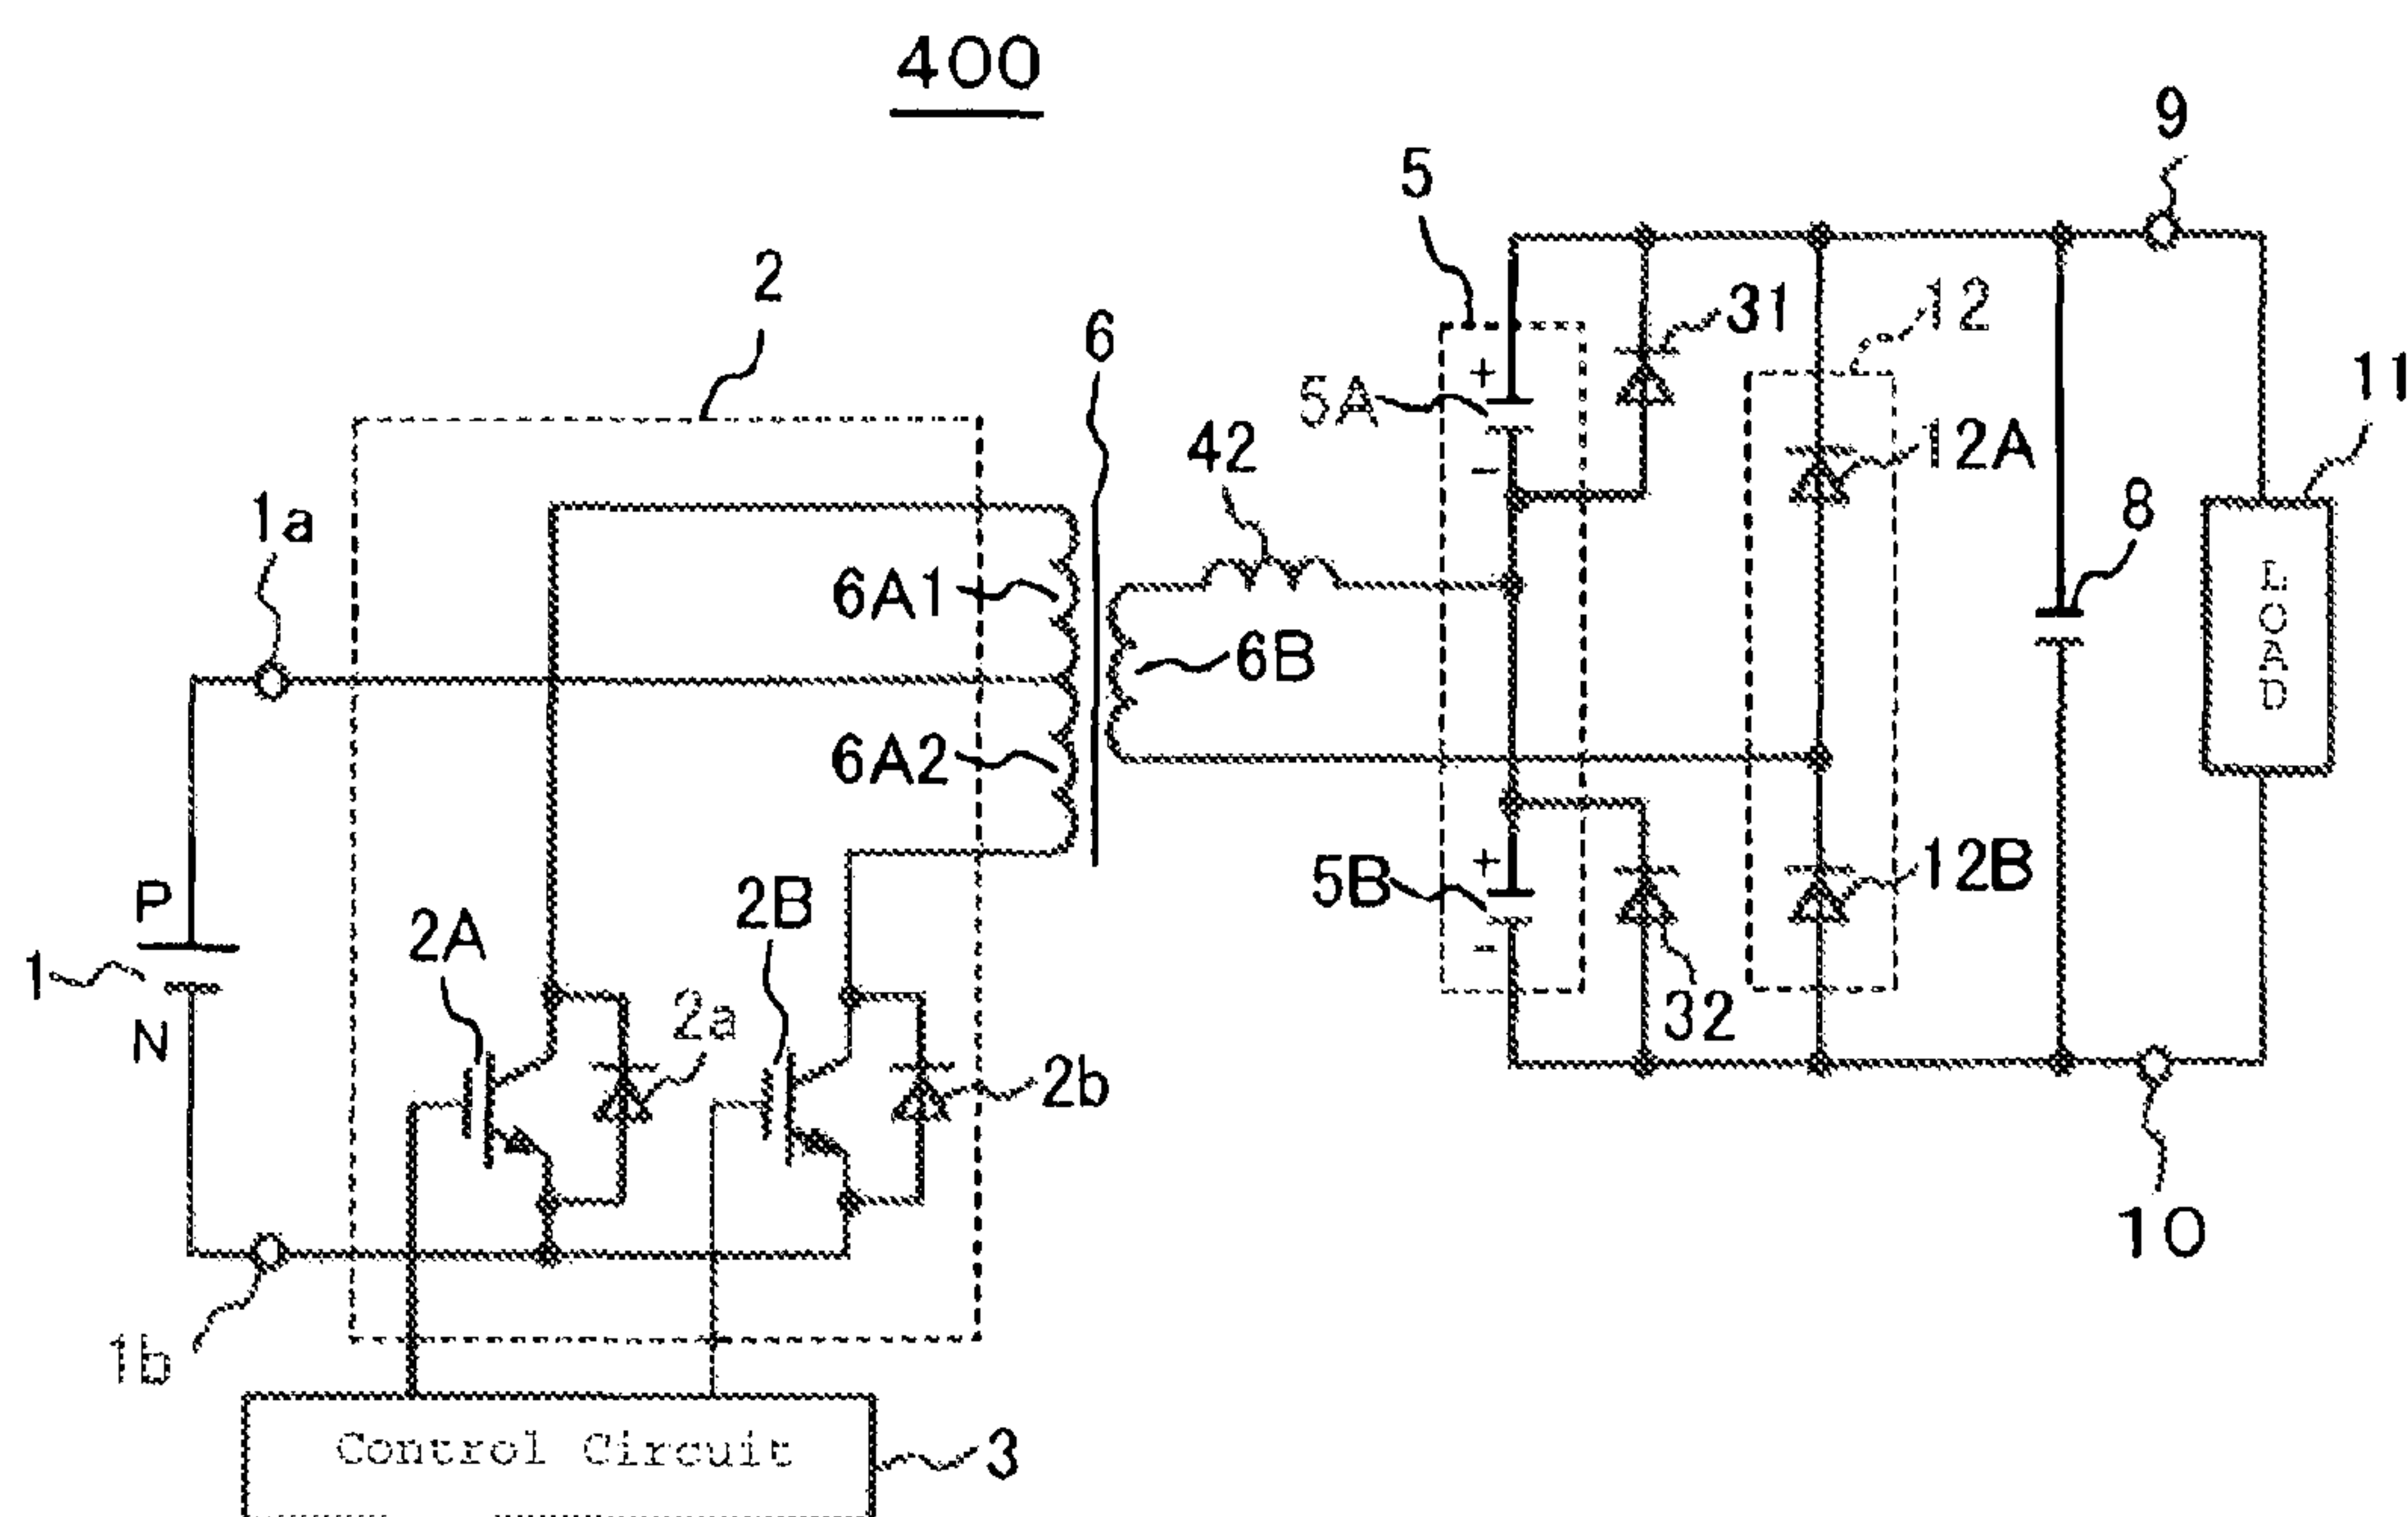 400
9
5
2
6
31
12
11
5A
12A
42
8
1a
6A1
LOAD
6B
6A2
P
2A
2B
5B
12B
1
N
2a
32
2b
10
1b
Control Circuit
3
+
-
+
-